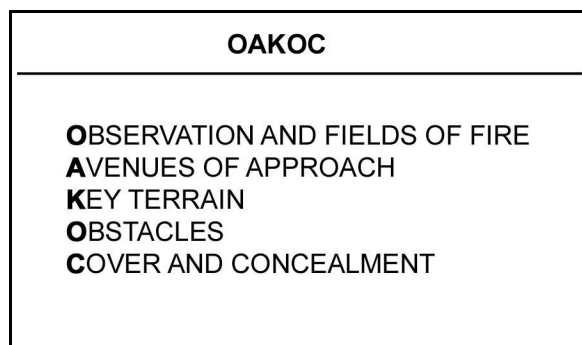 OAKOC
OBSERVATION AND FIELDS OF FIRE
AVENUES OF APPROACH
KEY TERRAIN
OBSTACLES
COVER AND CONCEALMENT